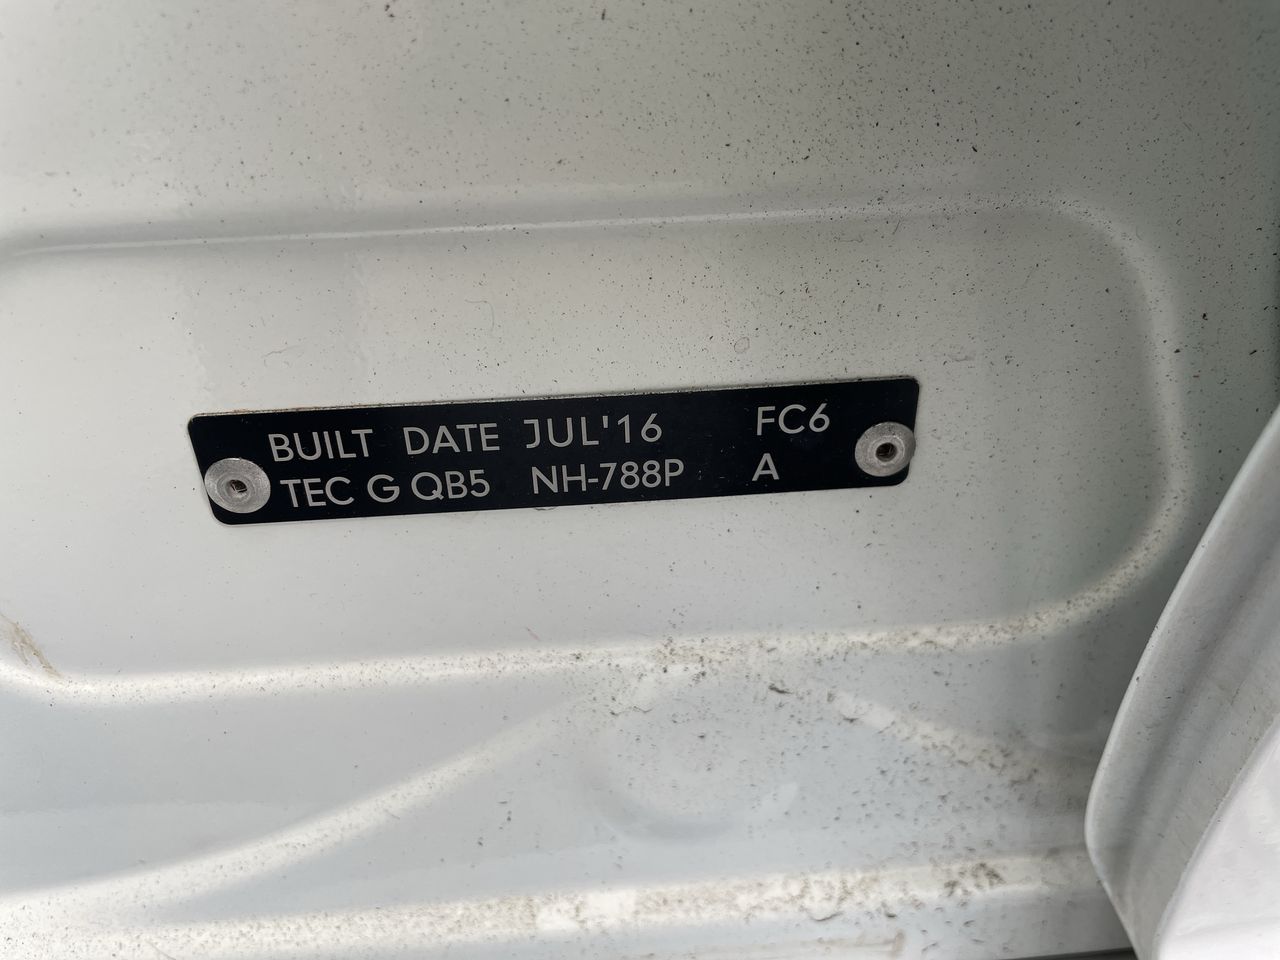 BUILT DATE JUL'16 FC6
TEC G QB5 NH-788P A